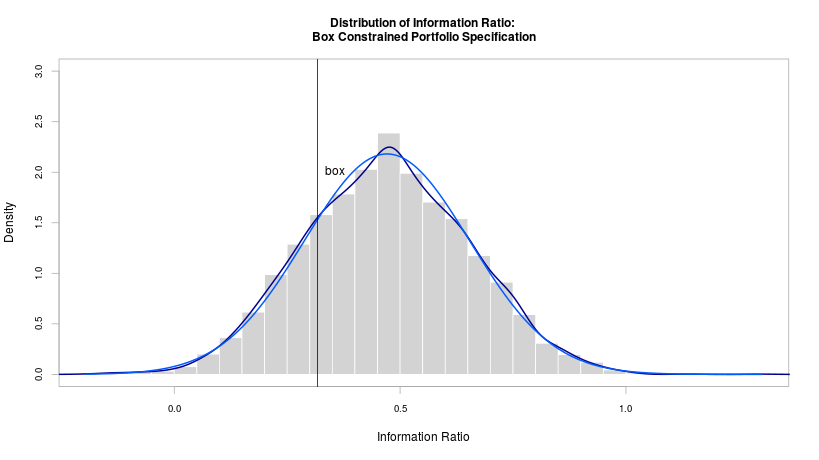 Distribution of Information Ratio:
Box Constrained Portfolio Specification
3.0
2.5
2.0
1.5
1.0
0.5
0.0
Density
box
0.0 0.5 1.0
Information Ratio